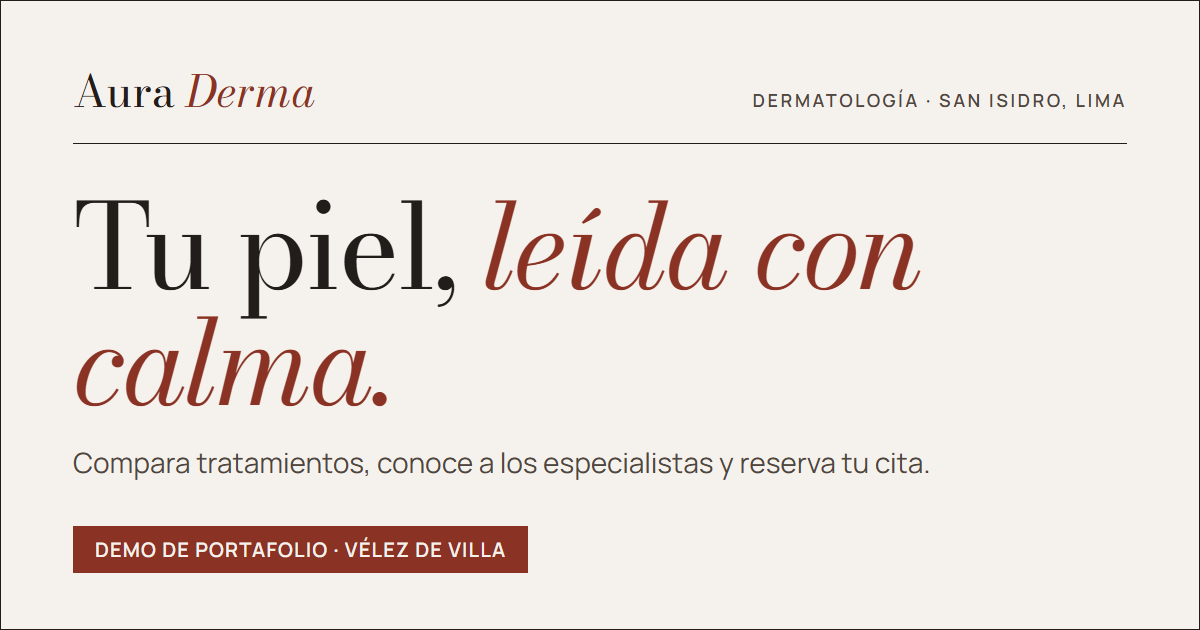 Aura Derma
DERMATOLOGÍA · SAN ISIDRO, LIMA
Tu piel, leída con
calma.
Compara tratamientos, conoce a los especialistas y reserva tu cita.
DEMO DE PORTAFOLIO · VÉLEZ DE VILLA